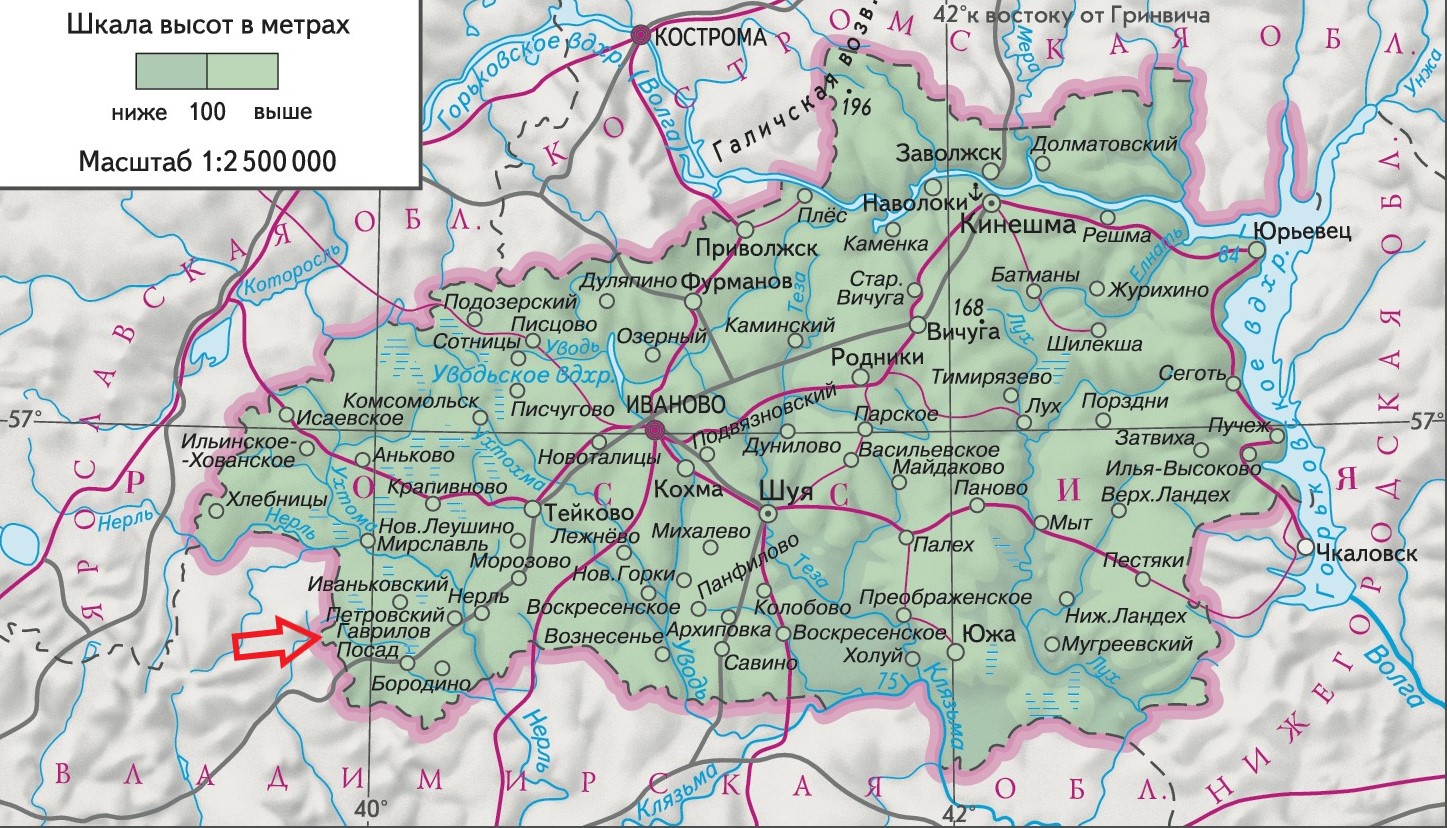 Шкала высот в метрах
ниже 100 выше
Масштаб 1:2 500 000
42° к востоку от Гринвича
КОСТРОМСКАЯ ОБЛ.
КОСТРОМА
Горьковское вдхр.
(Волга)
Галичская возв.
196
Мера
Унжа
Заволжск
Долматовский
Наволоки
Кинешма
Плёс
Каменка
Решма
Юрьевец
84
Елнать
Приволжск
ЯРОСЛАВСКАЯ ОБЛ.
Которосль
Дуляпино
Фурманов
Теза
Стар.
Вичуга
Батманы
Журихино
Подозерский
Писцово
Сотницы
Уводь
Озерный
Каминский
168
Вичуга
Лух
Шилекша
Уводьское вдхр.
Родники
Тимирязево
Сеготь
Комсомольск
Писчугово
ИВАНОВО
Подвязновский
Парское
Лух
Порздни
Пучеж
57°
57°
Исаевское
Ильинское-
-Хованское
Аньково
Ухтохма
Новоталицы
Дунилово
Васильевское
Затвиха
Илья-Высоково
Майдаково
Хлебницы
Ухтома
Крапивново
Кохма
Шуя
Паново
Верх.Ландех
РОССИЯ
Нерль
Нерль
Нов.Леушино
Тейково
Мирславль
Лежнёво
Михалево
Палех
Мыт
Чкаловск
Морозово
Нов.Горки
Панфилово
Теза
Пестяки
Иваньковский
Нерль
Петровский
Воскресенское
Колобово
Преображенское
Ниж.Ландех
Гаврилов
Посад
Вознесенье
Архиповка
Воскресенское
Южа
Мугреевский
Савино
Холуй
Бородино
Уводь
75
Клязьма
Лух
Горьковское вдхр.
Волга
Нерль
Клязьма
ВЛАДИМИРСКАЯ ОБЛ.
НИЖЕГОРОДСКАЯ ОБЛ.
40°
42°